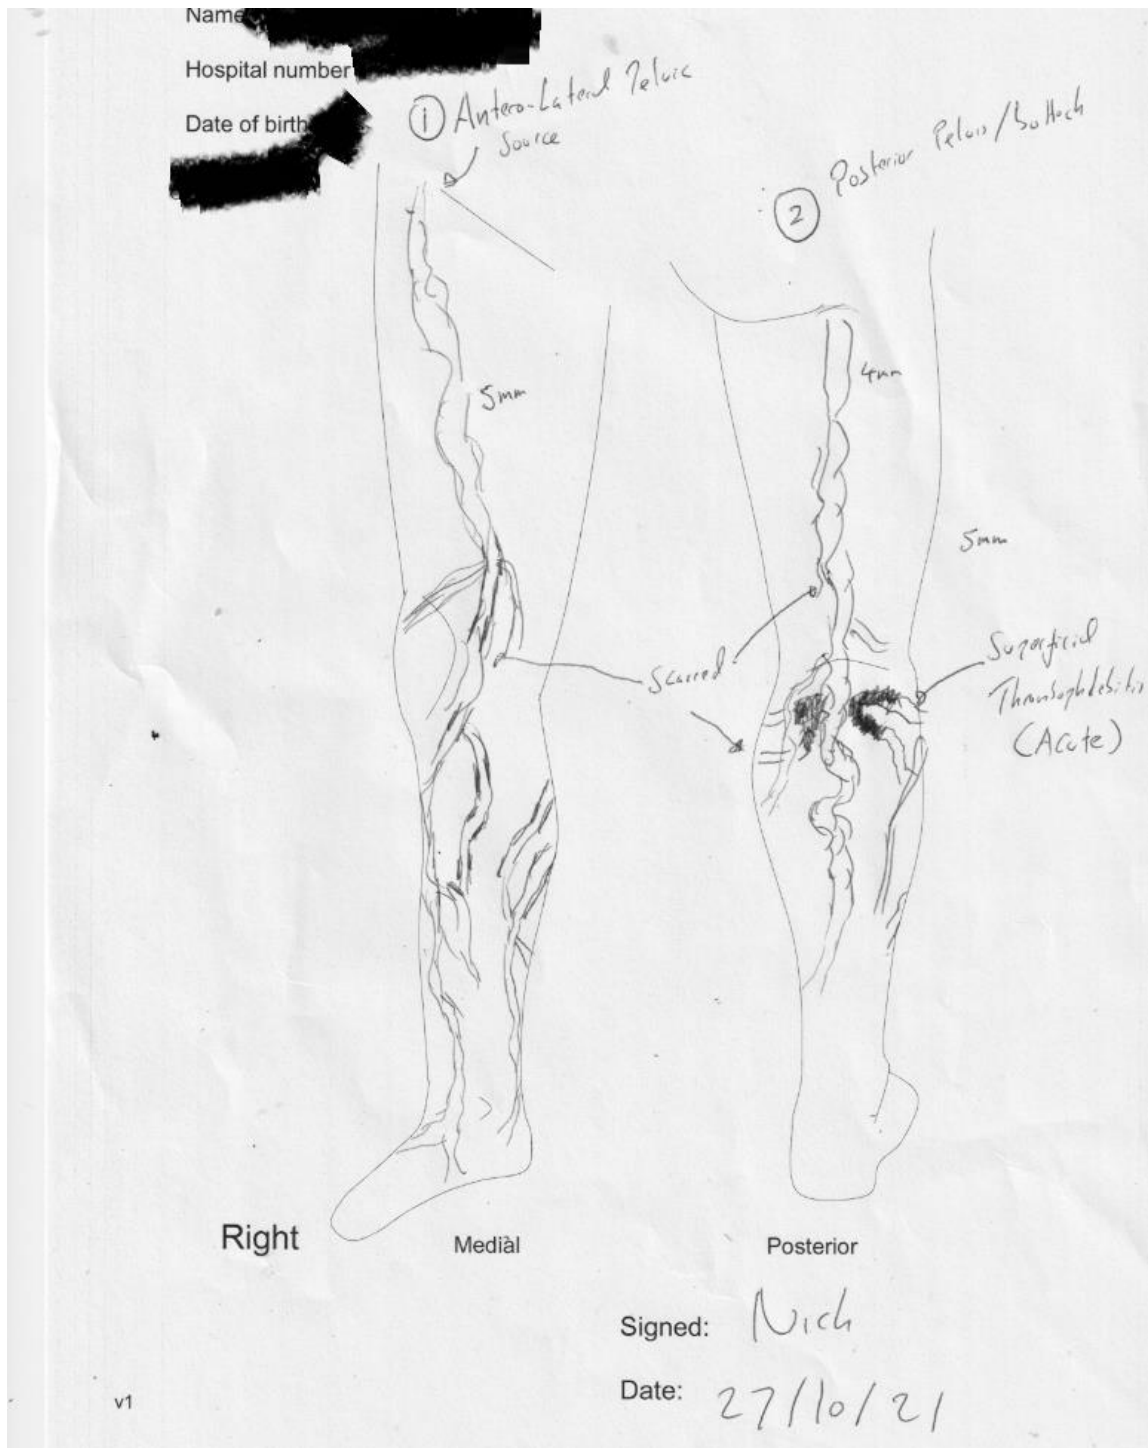 Name
Hospital number
Date of birth
① Antero-Lateral Pelvic
Source
② Posterior Pelvis/Buttock
5mm
4mm
5mm
Scarred
Superficial
Thrombophlebitis
(Acute)
Right
Medial
Posterior
Signed: Nick
Date: 27/10/21
v1